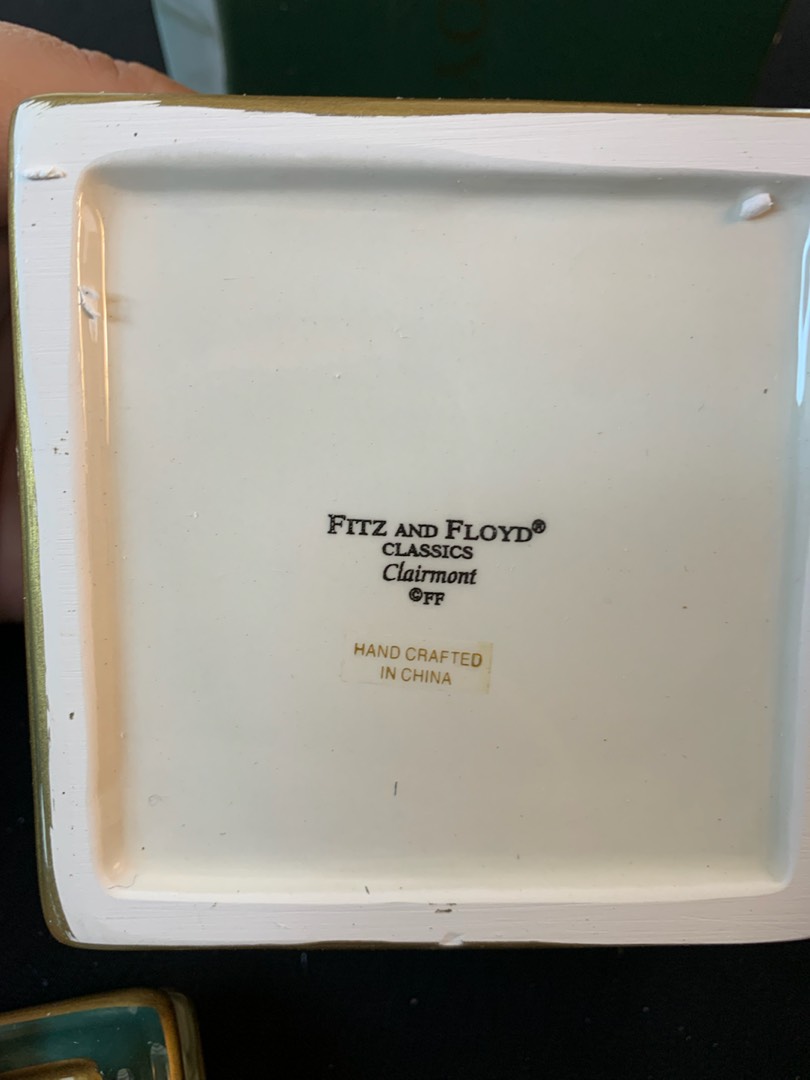 FITZ AND FLOYD®
CLASSICS
Clairmont
©FF
HAND CRAFTED
IN CHINA